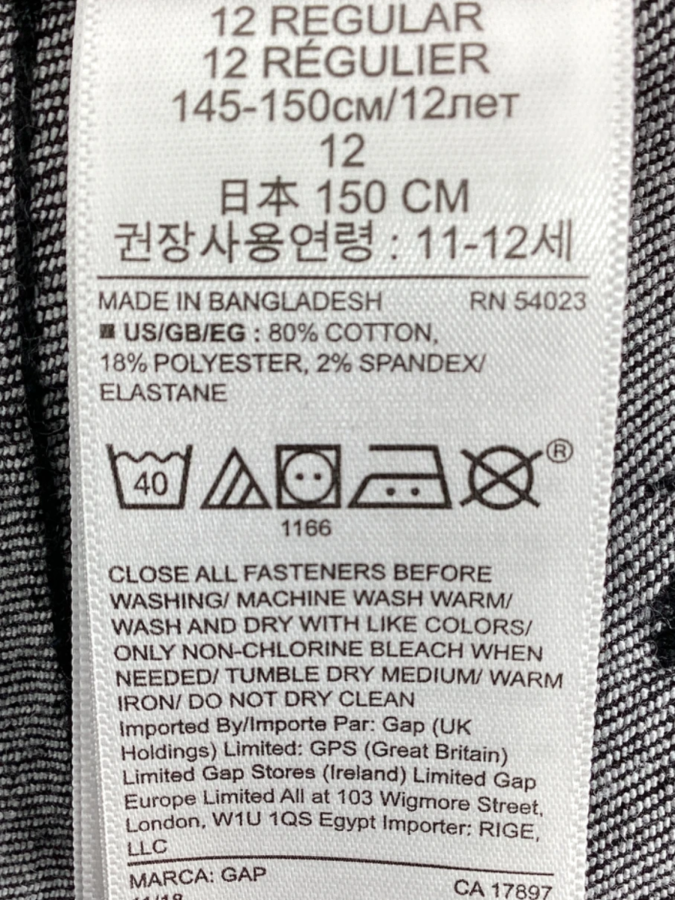 12 REGULAR
12 RÉGULIER
145-150см/12лет
12
日本 150 CM
권장사용연령 : 11-12세
MADE IN BANGLADESH RN 54023
US/GB/EG : 80% COTTON,
18% POLYESTER, 2% SPANDEX/
ELASTANE
40
®
1166
CLOSE ALL FASTENERS BEFORE
WASHING/ MACHINE WASH WARM/
WASH AND DRY WITH LIKE COLORS/
ONLY NON-CHLORINE BLEACH WHEN
NEEDED/ TUMBLE DRY MEDIUM/ WARM
IRON/ DO NOT DRY CLEAN
Imported By/Importe Par: Gap (UK
Holdings) Limited: GPS (Great Britain)
Limited Gap Stores (Ireland) Limited Gap
Europe Limited All at 103 Wigmore Street,
London, W1U 1QS Egypt Importer: RIGE,
LLC
MARCA: GAP CA 17897